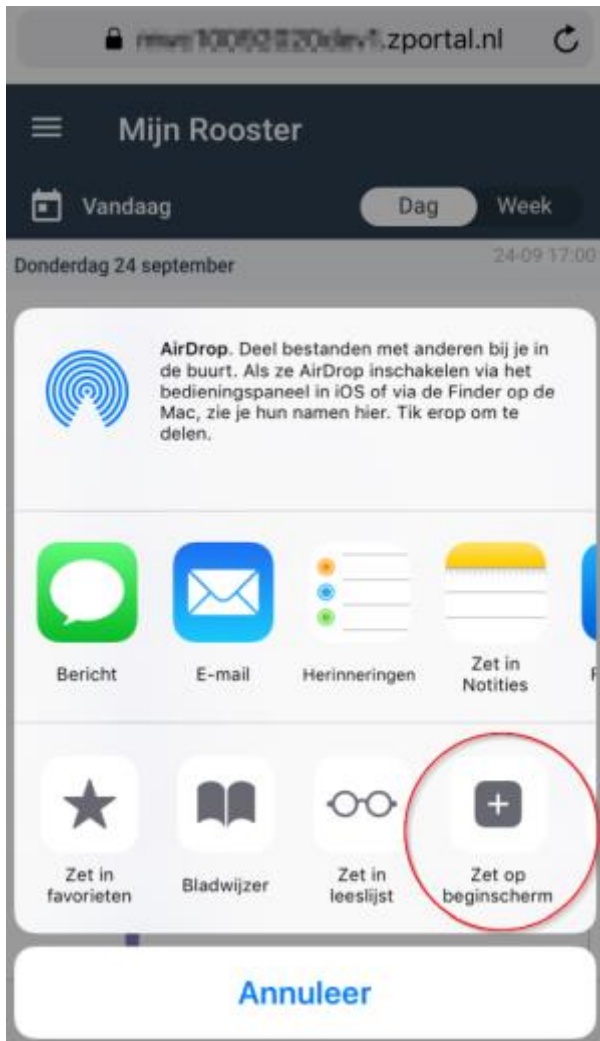 .zportal.nl
Mijn Rooster
Vandaag
Dag
Week
Donderdag 24 september
24-09 17:00
AirDrop. Deel bestanden met anderen bij je in
de buurt. Als ze AirDrop inschakelen via het
bedieningspaneel in iOS of via de Finder op de
Mac, zie je hun namen hier. Tik erop om te
delen.
Bericht
E-mail
Herinneringen
Zet in
Notities
Zet in
favorieten
Bladwijzer
Zet in
leeslijst
Zet op
beginscherm
Annuleer